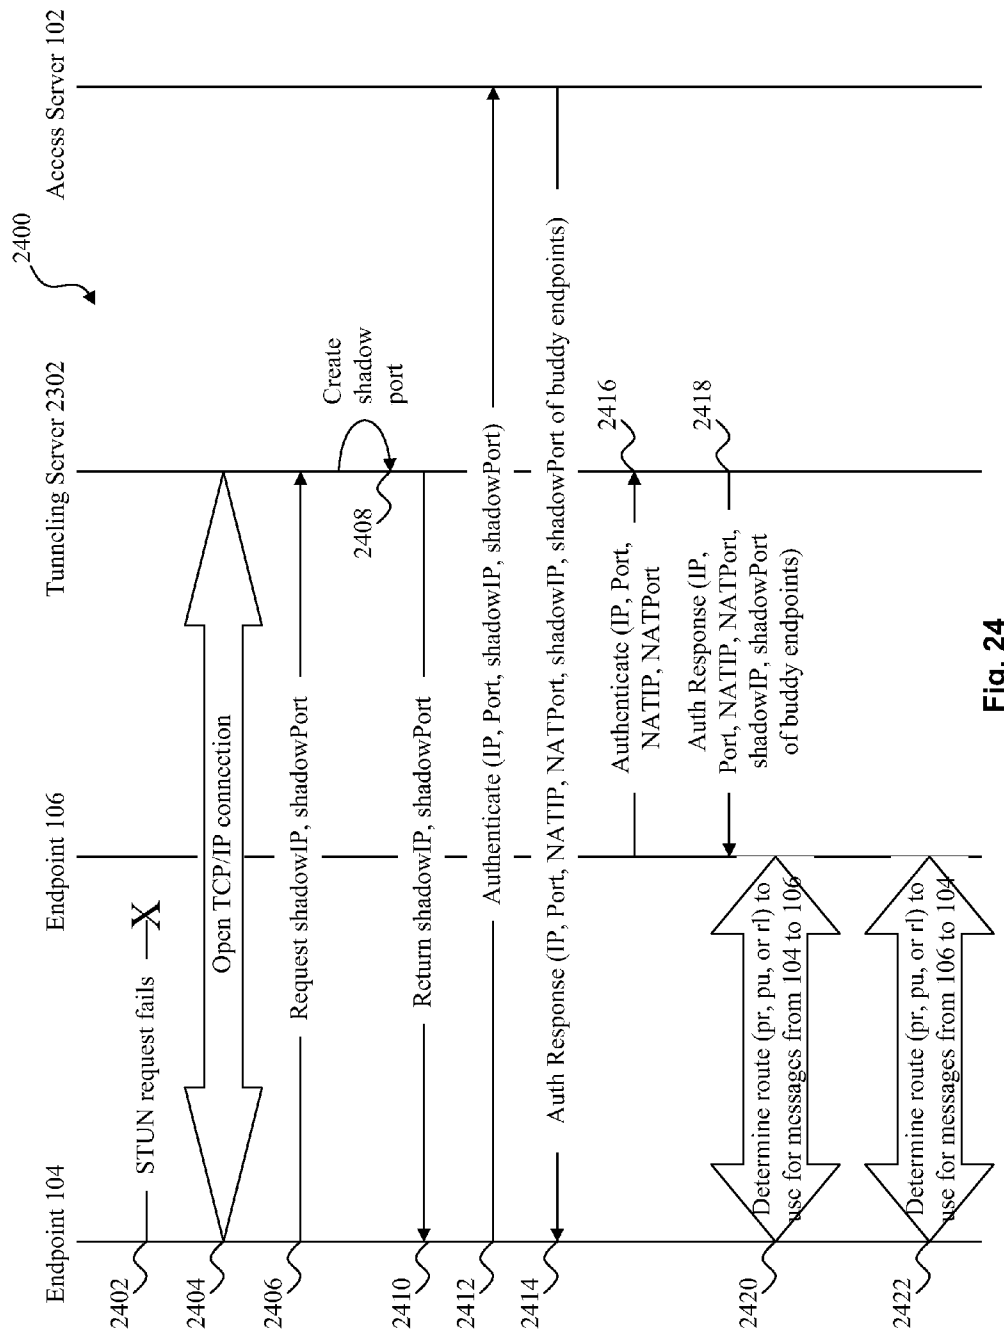 2400
Endpoint 104
Endpoint 106
Tunneling Server 2302
Access Server 102
2402
STUN request fails
X
2404
Open TCP/IP connection
2406
Request shadowIP, shadowPort
Create
shadow
port
2408
2410
Return shadowIP, shadowPort
2412
Authenticate (IP, Port, shadowIP, shadowPort)
2414
Auth Response (IP, Port, NATIP, NATPort, shadowIP, shadowPort of buddy endpoints)
Authenticate (IP, Port,
NATIP, NATPort
2416
Auth Response (IP,
Port, NATIP, NATPort,
shadowIP, shadowPort
of buddy endpoints)
2418
2420
Determine route (pr, pu, or rl) to
use for messages from 104 to 106
2422
Determine route (pr, pu, or rl) to
use for messages from 106 to 104
Fig. 24